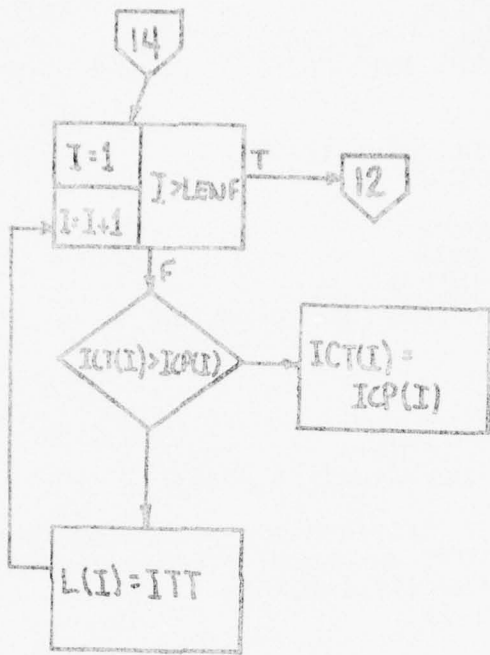 14
I=1
I>LENF
T
12
I=I+1
F
ICT(I)>ICP(I)
ICT(I)=
ICP(I)
L(I)=ITT